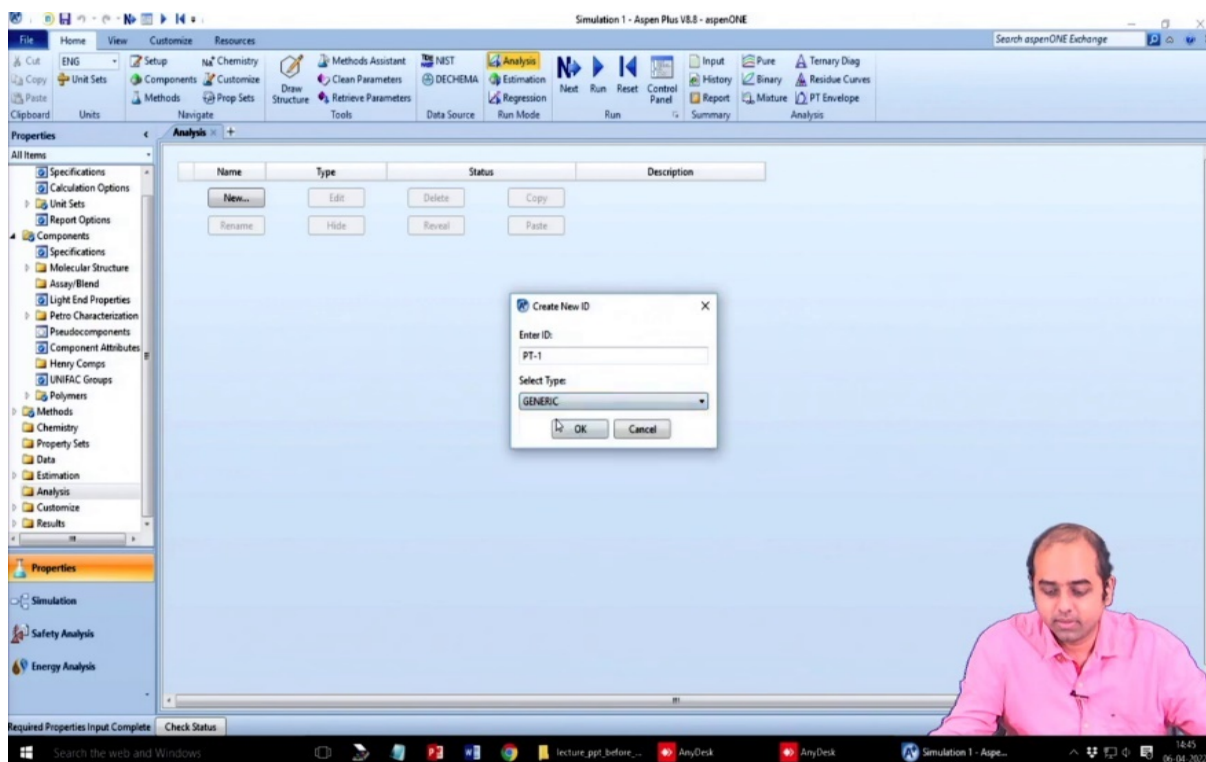 Simulation 1 - Aspen Plus V8.8 - aspenONE
File Home View Customize Resources Search aspenONE Exchange
Cut ENG Setup Chemistry Methods Assistant NIST Analysis Input Pure Ternary Diag
Copy Unit Sets Components Customize Clean Parameters DECHEMA Estimation History Binary Residue Curves
Paste Methods Prop Sets Draw Structure Retrieve Parameters Regression Next Run Reset Control Panel Report Mixture PT Envelope
Clipboard Units Navigate Tools Data Source Run Mode Run Summary Analysis
Properties Analysis
All Items
Name Type Status Description
New... Edit Delete Copy
Rename Hide Reveal Paste
Specifications
Calculation Options
Unit Sets
Report Options
Components
Specifications
Molecular Structure
Assay/Blend
Light End Properties
Petro Characterization
Pseudocomponents
Component Attributes
Henry Comps
UNIFAC Groups
Polymers
Methods
Chemistry
Property Sets
Data
Estimation
Analysis
Customize
Results
Create New ID
Enter ID:
PT-1
Select Type:
GENERIC
OK Cancel
Properties
Simulation
Safety Analysis
Energy Analysis
Required Properties Input Complete Check Status
Search the web and Windows lecture_ppt_before_... AnyDesk AnyDesk Simulation 1 - Aspe... 14:45